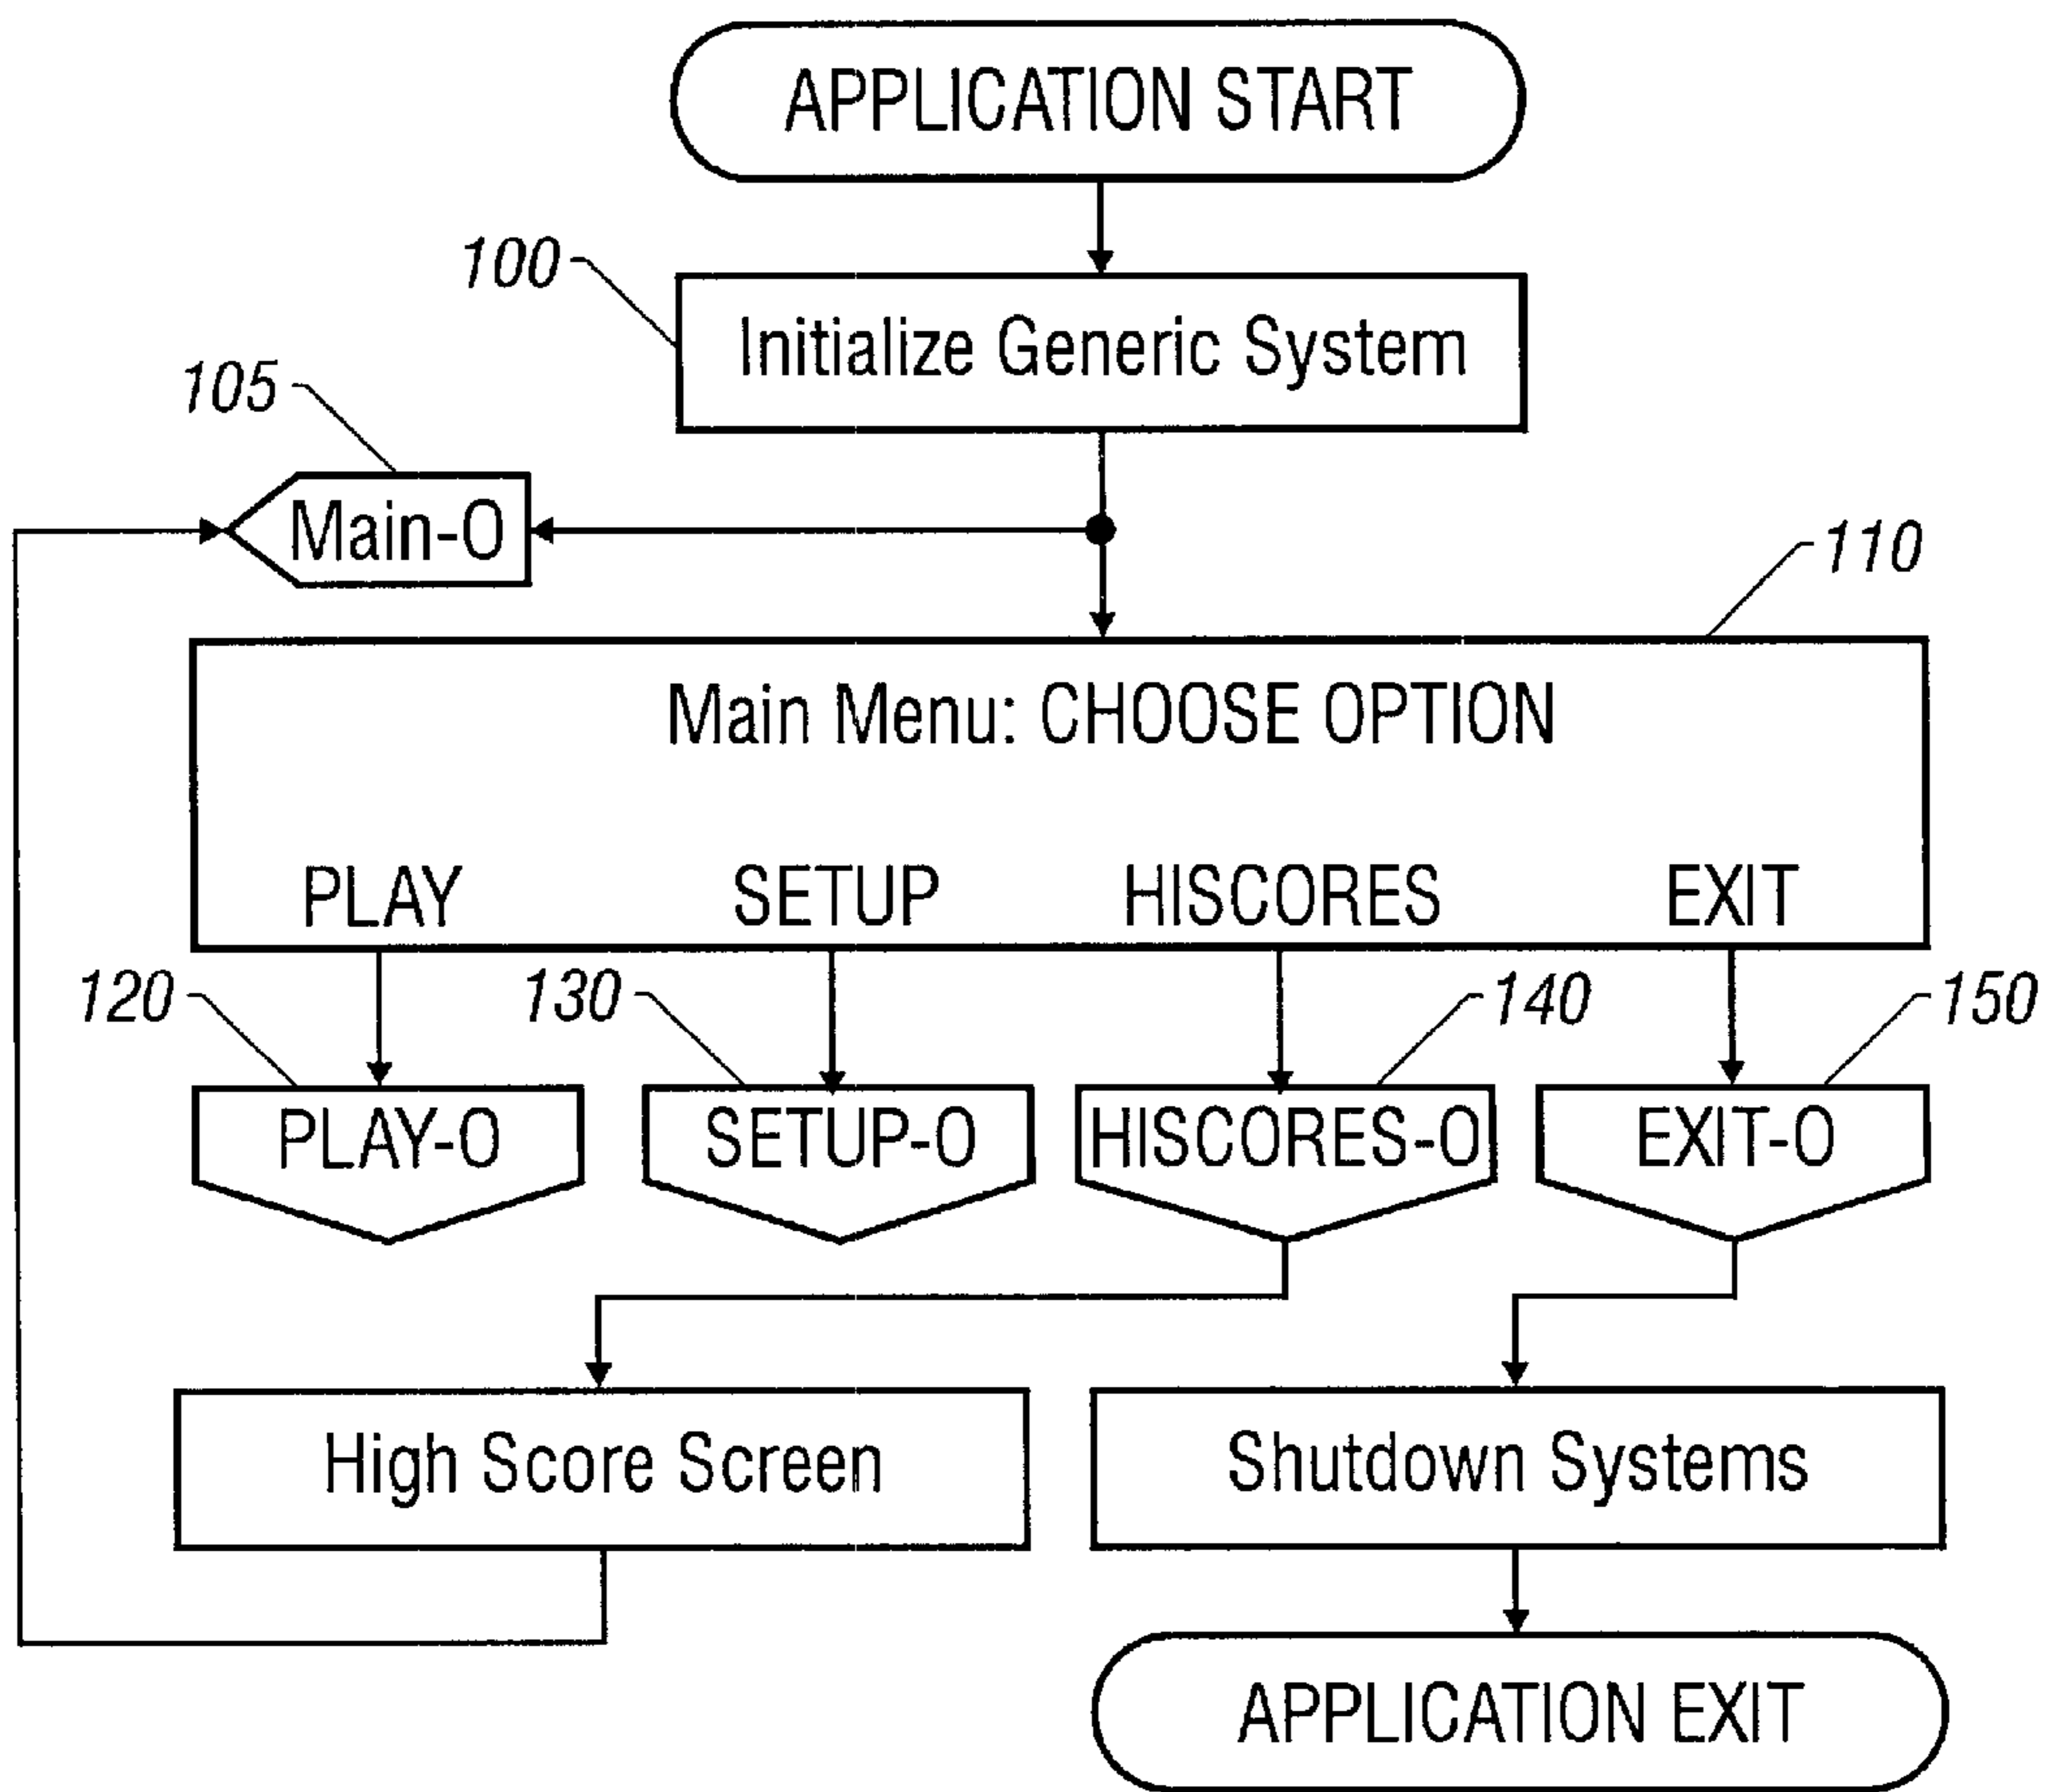 APPLICATION START
100
Initialize Generic System
105
Main-O
110
Main Menu: CHOOSE OPTION
PLAY SETUP HISCORES EXIT
120 130 140 150
PLAY-O SETUP-O HISCORES-O EXIT-O
High Score Screen Shutdown Systems
APPLICATION EXIT